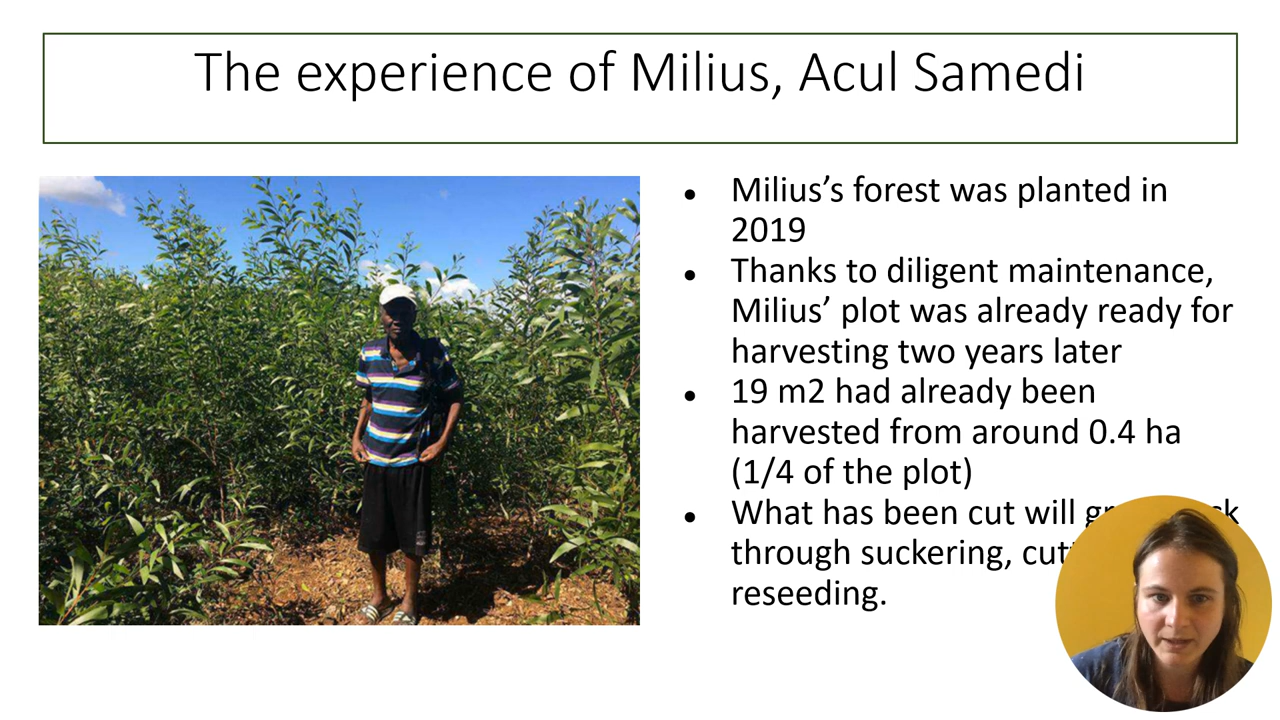 The experience of Milius, Acul Samedi
Milius’s forest was planted in
2019
Thanks to diligent maintenance,
Milius’ plot was already ready for
harvesting two years later
19 m2 had already been
harvested from around 0.4 ha
(1/4 of the plot)
What has been cut will
through suckering,
reseeding.